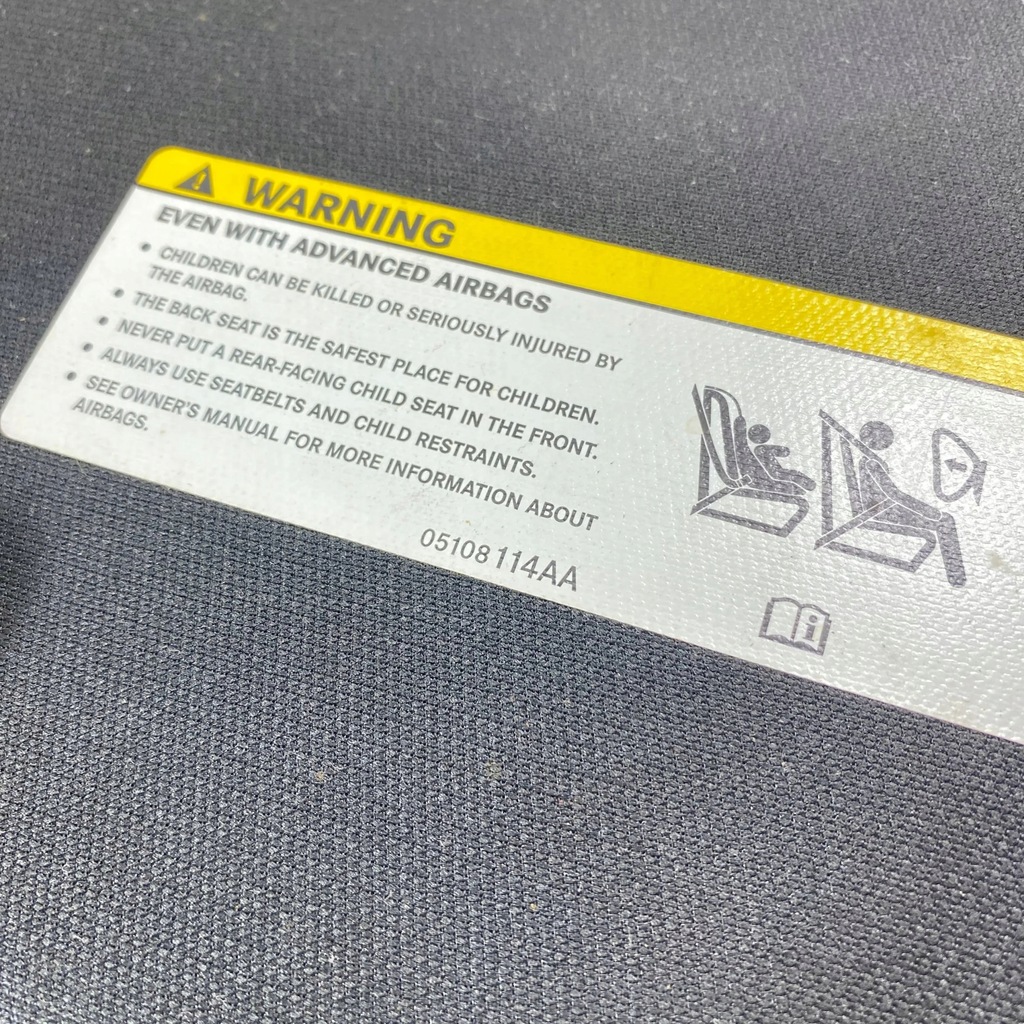 WARNING
EVEN WITH ADVANCED AIRBAGS
• CHILDREN CAN BE KILLED OR SERIOUSLY INJURED BY
THE AIRBAG.
• THE BACK SEAT IS THE SAFEST PLACE FOR CHILDREN.
• NEVER PUT A REAR-FACING CHILD SEAT IN THE FRONT.
• ALWAYS USE SEATBELTS AND CHILD RESTRAINTS.
• SEE OWNER'S MANUAL FOR MORE INFORMATION ABOUT
AIRBAGS.
05108114AA